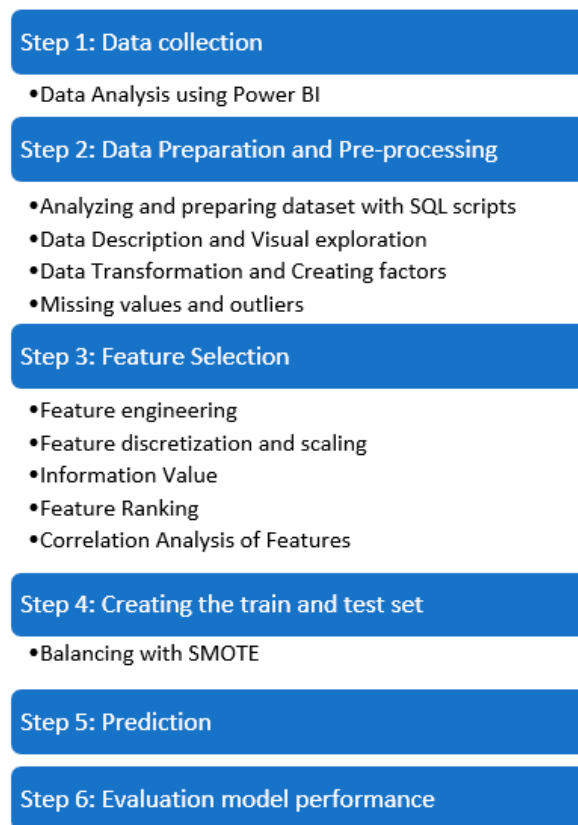 Step 1: Data collection
•Data Analysis using Power BI
Step 2: Data Preparation and Pre-processing
•Analyzing and preparing dataset with SQL scripts
•Data Description and Visual exploration
•Data Transformation and Creating factors
•Missing values and outliers
Step 3: Feature Selection
•Feature engineering
•Feature discretization and scaling
•Information Value
•Feature Ranking
•Correlation Analysis of Features
Step 4: Creating the train and test set
•Balancing with SMOTE
Step 5: Prediction
Step 6: Evaluation model performance